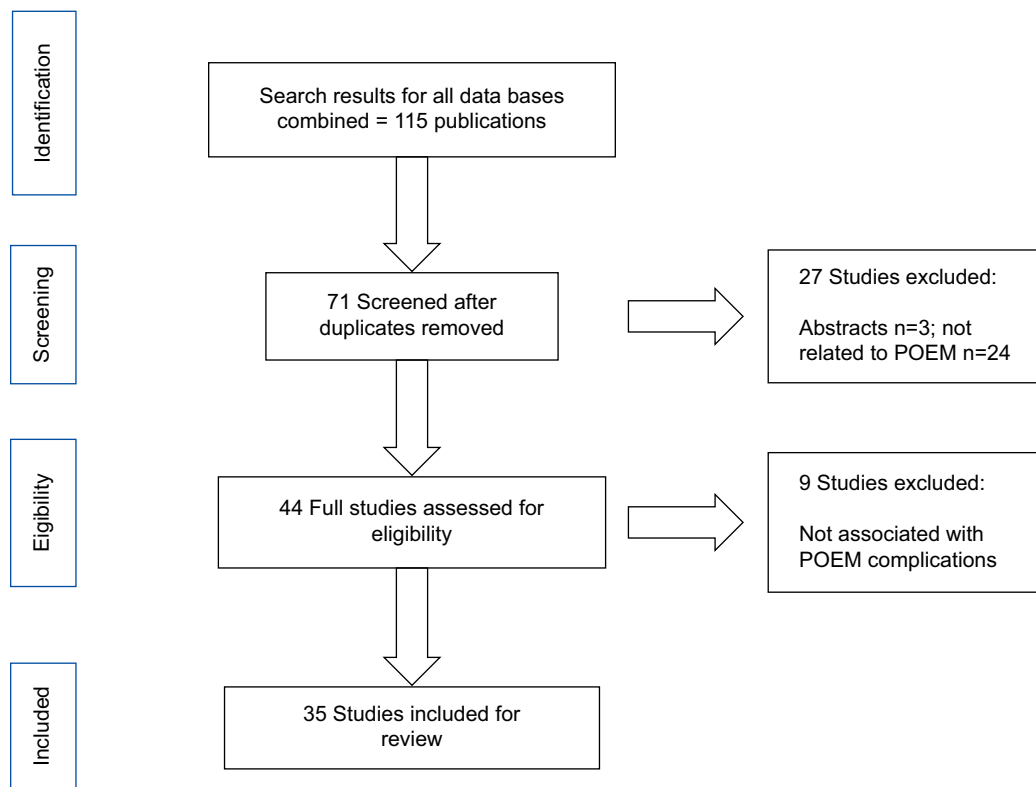 Identification
Search results for all data bases
combined = 115 publications
Screening
71 Screened after
duplicates removed
27 Studies excluded:
Abstracts n=3; not
related to POEM n=24
Eigibility
44 Full studies assessed for
eligibility
9 Studies excluded:
Not associated with
POEM complications
Included
35 Studies included for
review